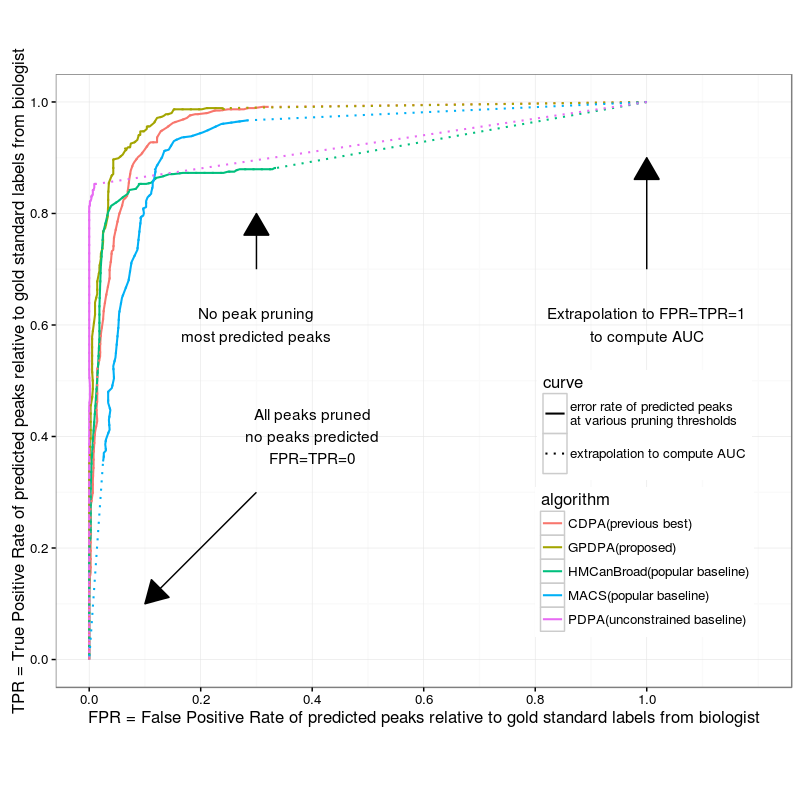 TPR = True Positive Rate of predicted peaks relative to gold standard labels from biologist
1.0
0.8
0.6
0.4
0.2
0.0
No peak pruning
most predicted peaks
Extrapolation to FPR=TPR=1
to compute AUC
All peaks pruned
no peaks predicted
FPR=TPR=0
curve
error rate of predicted peaks
at various pruning thresholds
extrapolation to compute AUC
algorithm
CDPA(previous best)
GPDPA(proposed)
HMCanBroad(popular baseline)
MACS(popular baseline)
PDPA(unconstrained baseline)
0.0 0.2 0.4 0.6 0.8 1.0
FPR = False Positive Rate of predicted peaks relative to gold standard labels from biologist